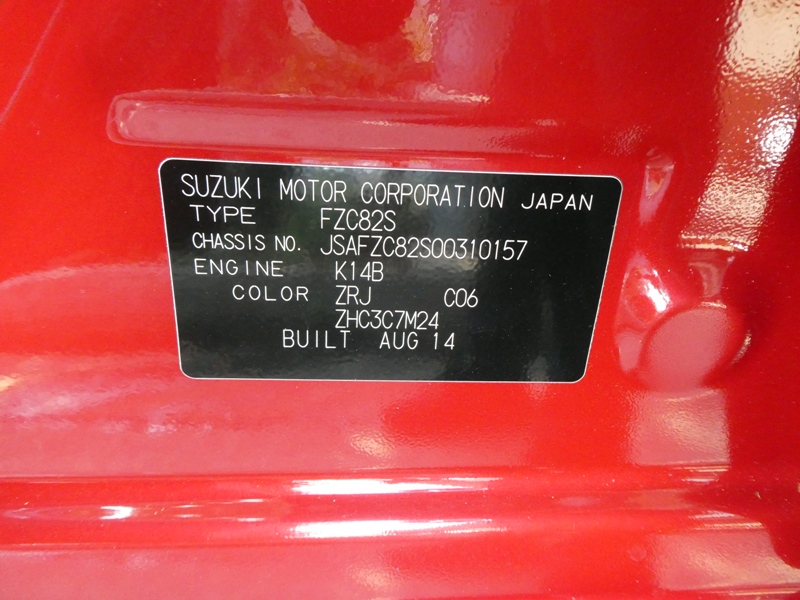 SUZUKI MOTOR CORPORATION JAPAN
TYPE FZC82S
CHASSIS NO. JSAFZC82S00310157
ENGINE K14B
COLOR ZRJ C06
ZHC3C7M24
BUILT AUG 14